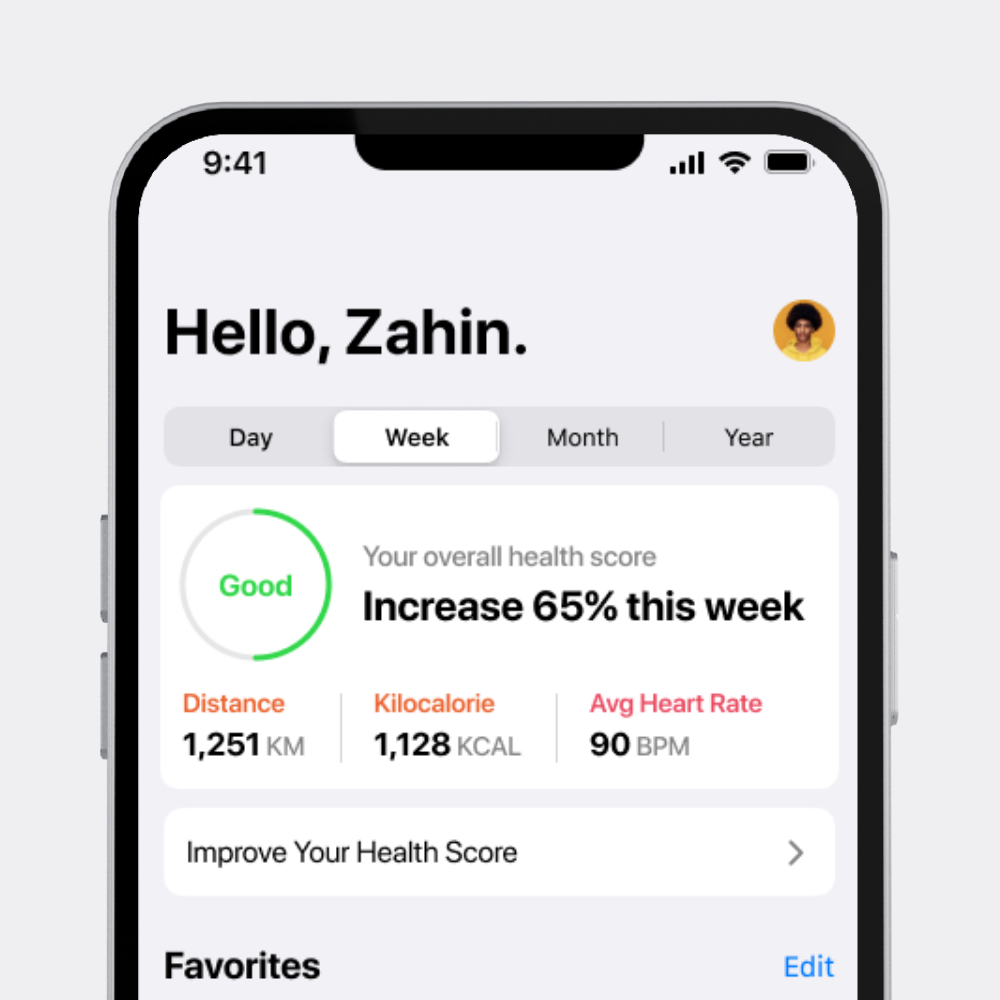 9:41
Hello, Zahin.
Day Week Month Year
Good
Your overall health score
Increase 65% this week
Distance Kilocalorie Avg Heart Rate
1,251 KM 1,128 KCAL 90 BPM
Improve Your Health Score
Favorites Edit